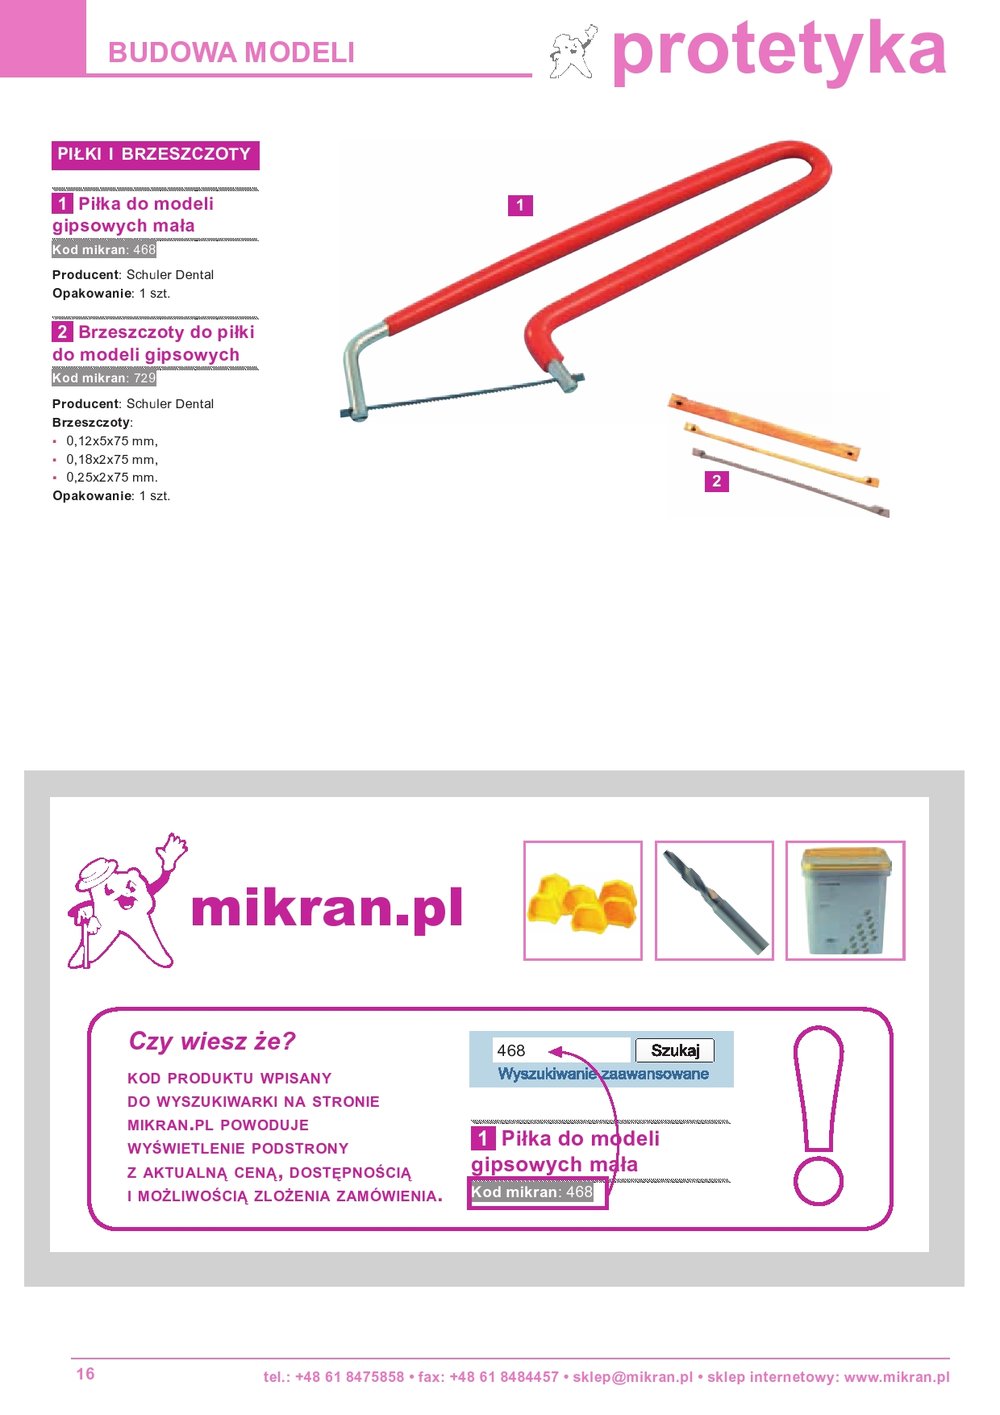 BUDOWA MODELI
protetyka
PIŁKI I BRZESZCZOTY
1 Piłka do modeli
gipsowych mała
Kod mikran: 468
Producent: Schuler Dental
Opakowanie: 1 szt.
2 Brzeszczoty do piłki
do modeli gipsowych
Kod mikran: 729
Producent: Schuler Dental
Brzeszczoty:
▪ 0,12x5x75 mm,
▪ 0,18x2x75 mm,
▪ 0,25x2x75 mm.
Opakowanie: 1 szt.
1
2
mikran.pl
Czy wiesz że?
KOD PRODUKTU WPISANY
DO WYSZUKIWARKI NA STRONIE
MIKRAN.PL POWODUJE
WYŚWIETLENIE PODSTRONY
Z AKTUALNĄ CENĄ, DOSTĘPNOŚCIĄ
I MOŻLIWOŚCIĄ ZLOŻENIA ZAMÓWIENIA.
468 Szukaj
Wyszukiwanie zaawansowane
1 Piłka do modeli
gipsowych mała
Kod mikran: 468
!
16
tel.: +48 61 8475858 • fax: +48 61 8484457 • sklep@mikran.pl • sklep internetowy: www.mikran.pl